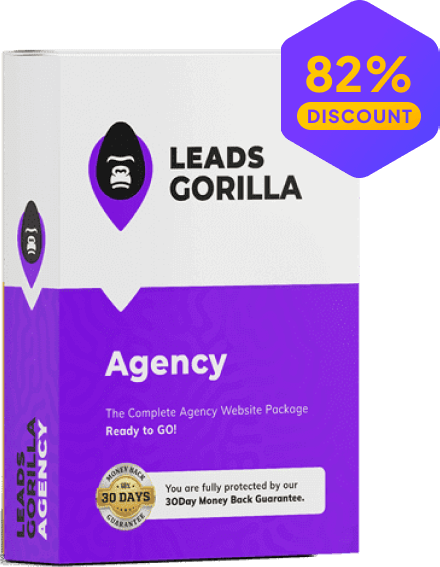 82%
DISCOUNT
LEADS
GORILLA
Agency
The Complete Agency Website Package
Ready to GO!
MONEY BACK
30 DAYS
GUARANTEE
You are fully protected by our
30Day Money Back Guarantee.
LEADS
GORILLA
AGENCY